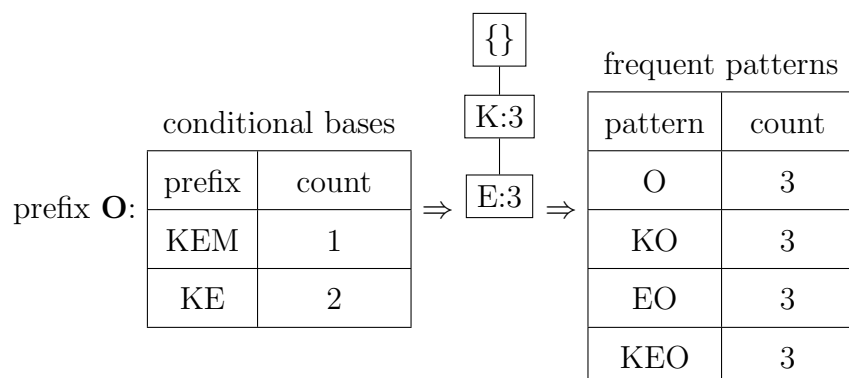 {}
frequent patterns
K:3
conditional bases
pattern count
prefix count
E:3
O 3
prefix O:
⇒
⇒
KEM 1
KO 3
KE 2
EO 3
KEO 3